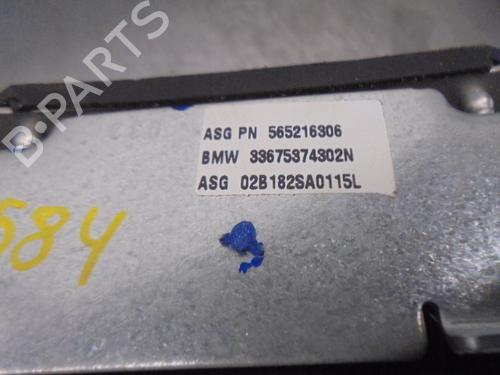 B-PARTS
ASG PN 565216306
BMW 33675374302N
ASG 02B182SA0115L
584